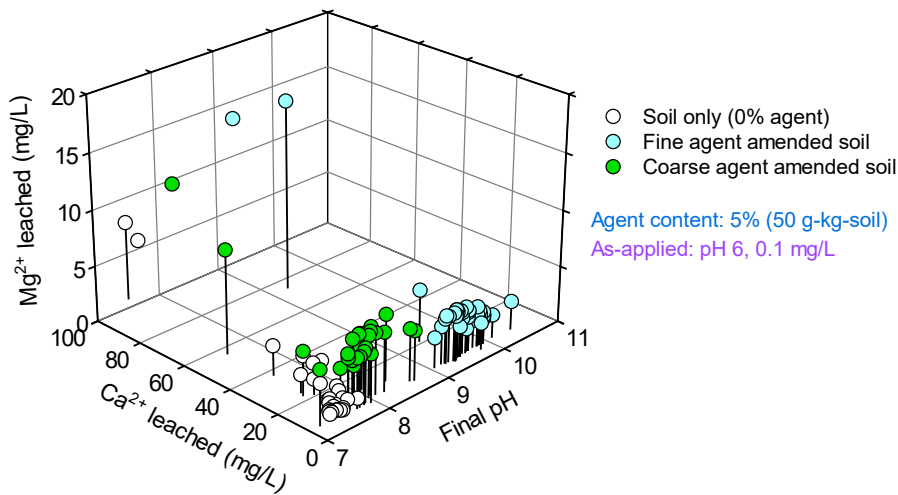 20
15
10
5
0
Mg2+ leached (mg/L)
100
80
60
40
20
0
Ca2+ leached (mg/L)
7
8
9
10
11
Final pH
Soil only (0% agent)
Fine agent amended soil
Coarse agent amended soil
Agent content: 5% (50 g-kg-soil)
As-applied: pH 6, 0.1 mg/L